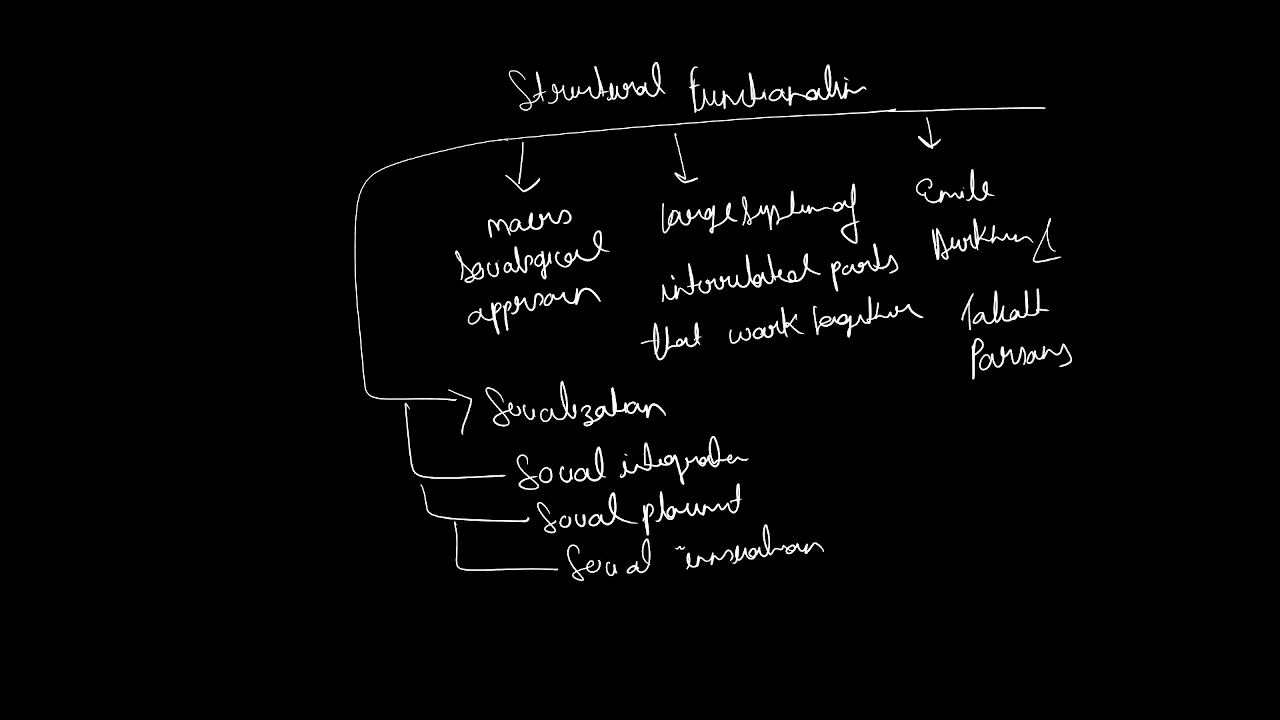 Structural Functionalism
macro
sociological
approach
large system of
interrelated parts
that work together
Emile
Durkheim &
Talcott
Parsons
Socialization
Social integration
Social placement
Social innovation